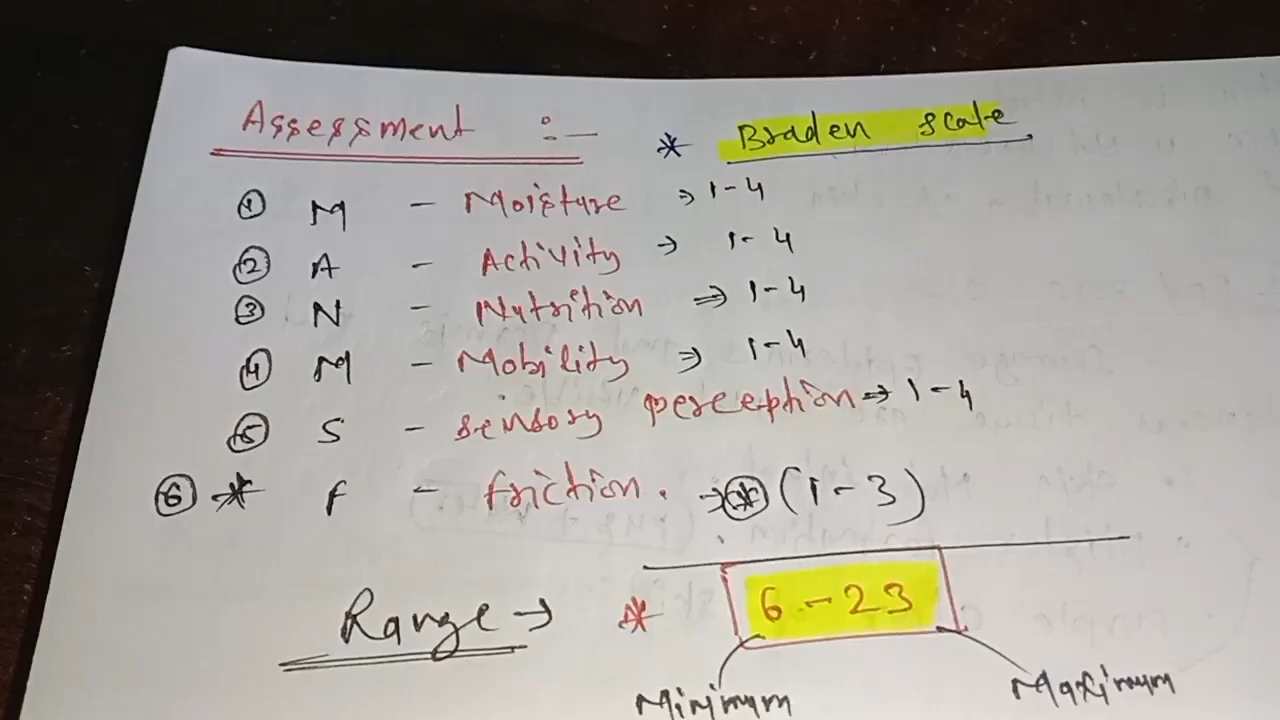 Assessment :- * Braden scale
① M - Moisture → 1-4
② A - Activity → 1-4
③ N - Nutrition ⇒ 1-4
④ M - Mobility ⇒ 1-4
⑤ S - sensory perception ⇒ 1-4
⑥ * F - friction. → * (1-3)
Range → * 6-23
Minimum Maximum